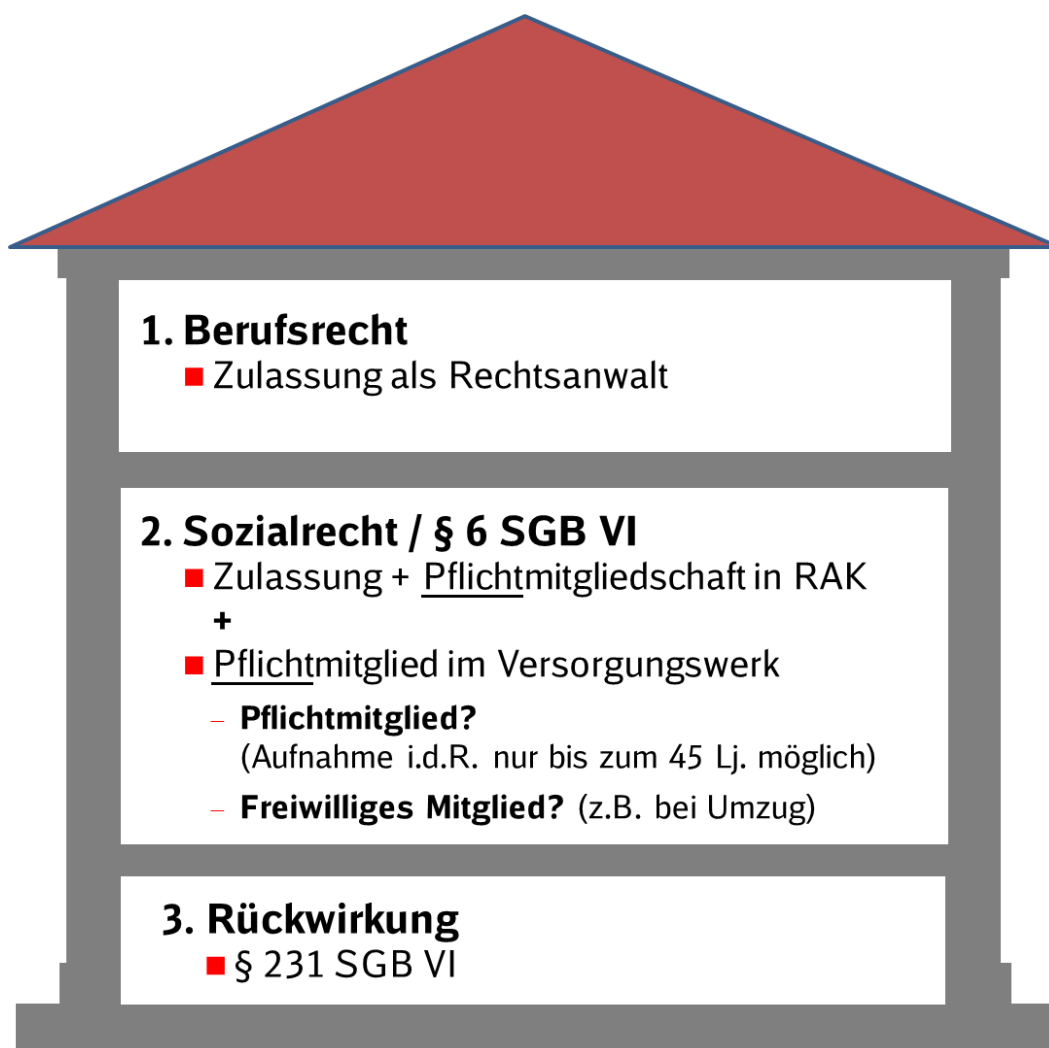 1. Berufsrecht
■ Zulassung als Rechtsanwalt
2. Sozialrecht / § 6 SGB VI
■ Zulassung + Pflichtmitgliedschaft in RAK
+
■ Pflichtmitglied im Versorgungswerk
– Pflichtmitglied?
(Aufnahme i.d.R. nur bis zum 45 Lj. möglich)
– Freiwilliges Mitglied? (z.B. bei Umzug)
3. Rückwirkung
■ § 231 SGB VI